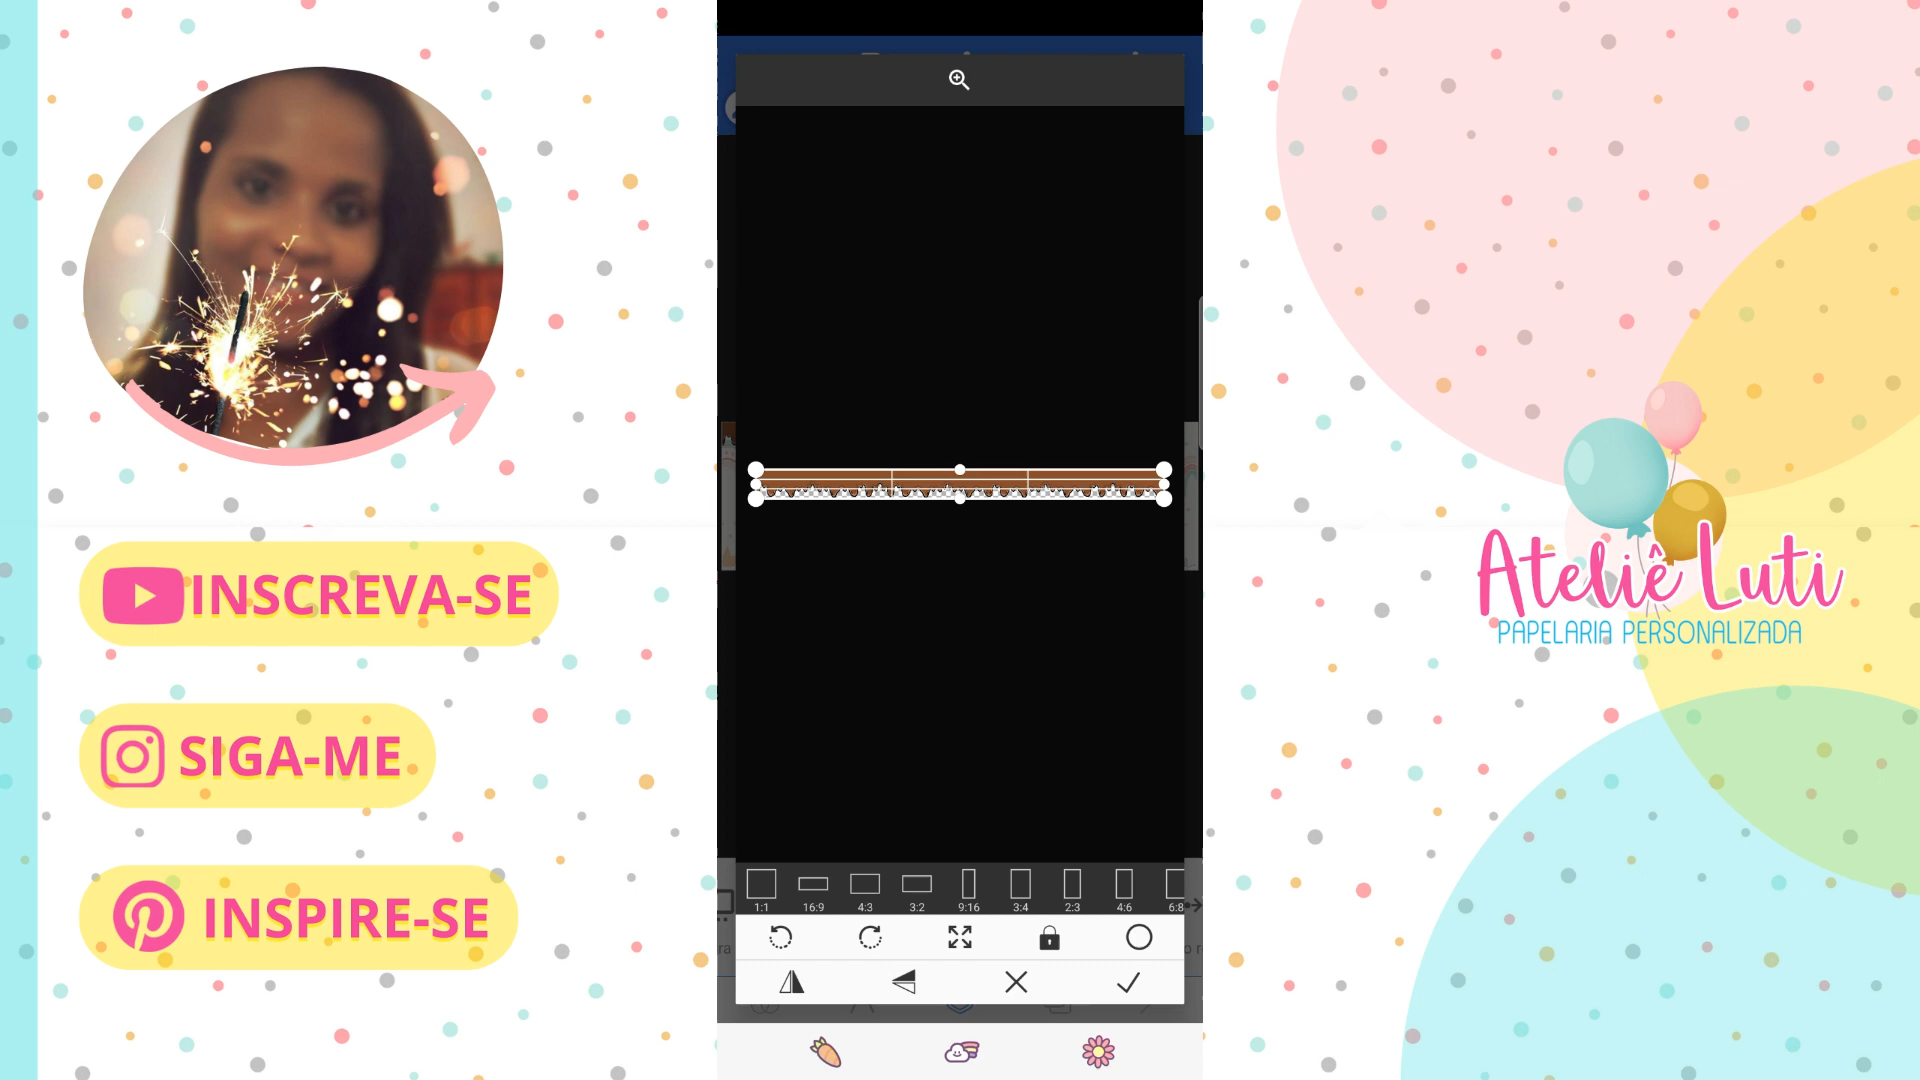 INSCREVA-SE
SIGA-ME
INSPIRE-SE
1:1 16:9 4:3 3:2 9:16 3:4 2:3 4:6 6:8
Ateliê Luti
PAPELARIA PERSONALIZADA